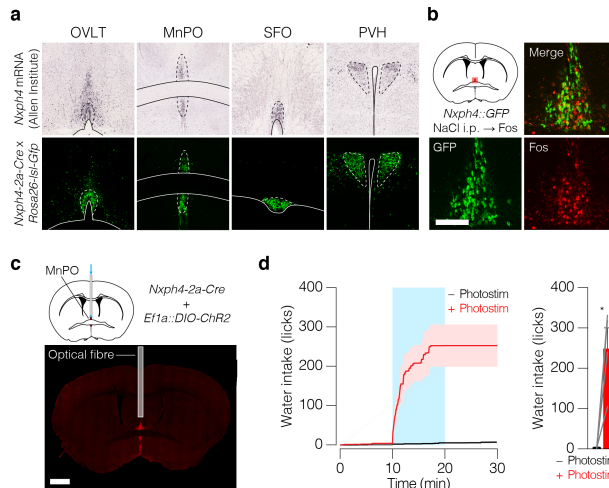 a
OVLT
MnPO
SFO
PVH
Nxph4 mRNA
(Allen Institute)
Nxph4-2a-Cre x
Rosa26-lsl-Gfp
b
Nxph4::GFP
NaCl i.p. → Fos
Merge
GFP
Fos
c
MnPO
Nxph4-2a-Cre
+
Ef1a::DIO-ChR2
Optical fibre
d
Water intake (licks)
400
300
200
100
0
− Photostim
+ Photostim
0
10
20
30
Time (min)
Water intake (licks)
400
300
200
100
0
*
− Photostim
+ Photostim